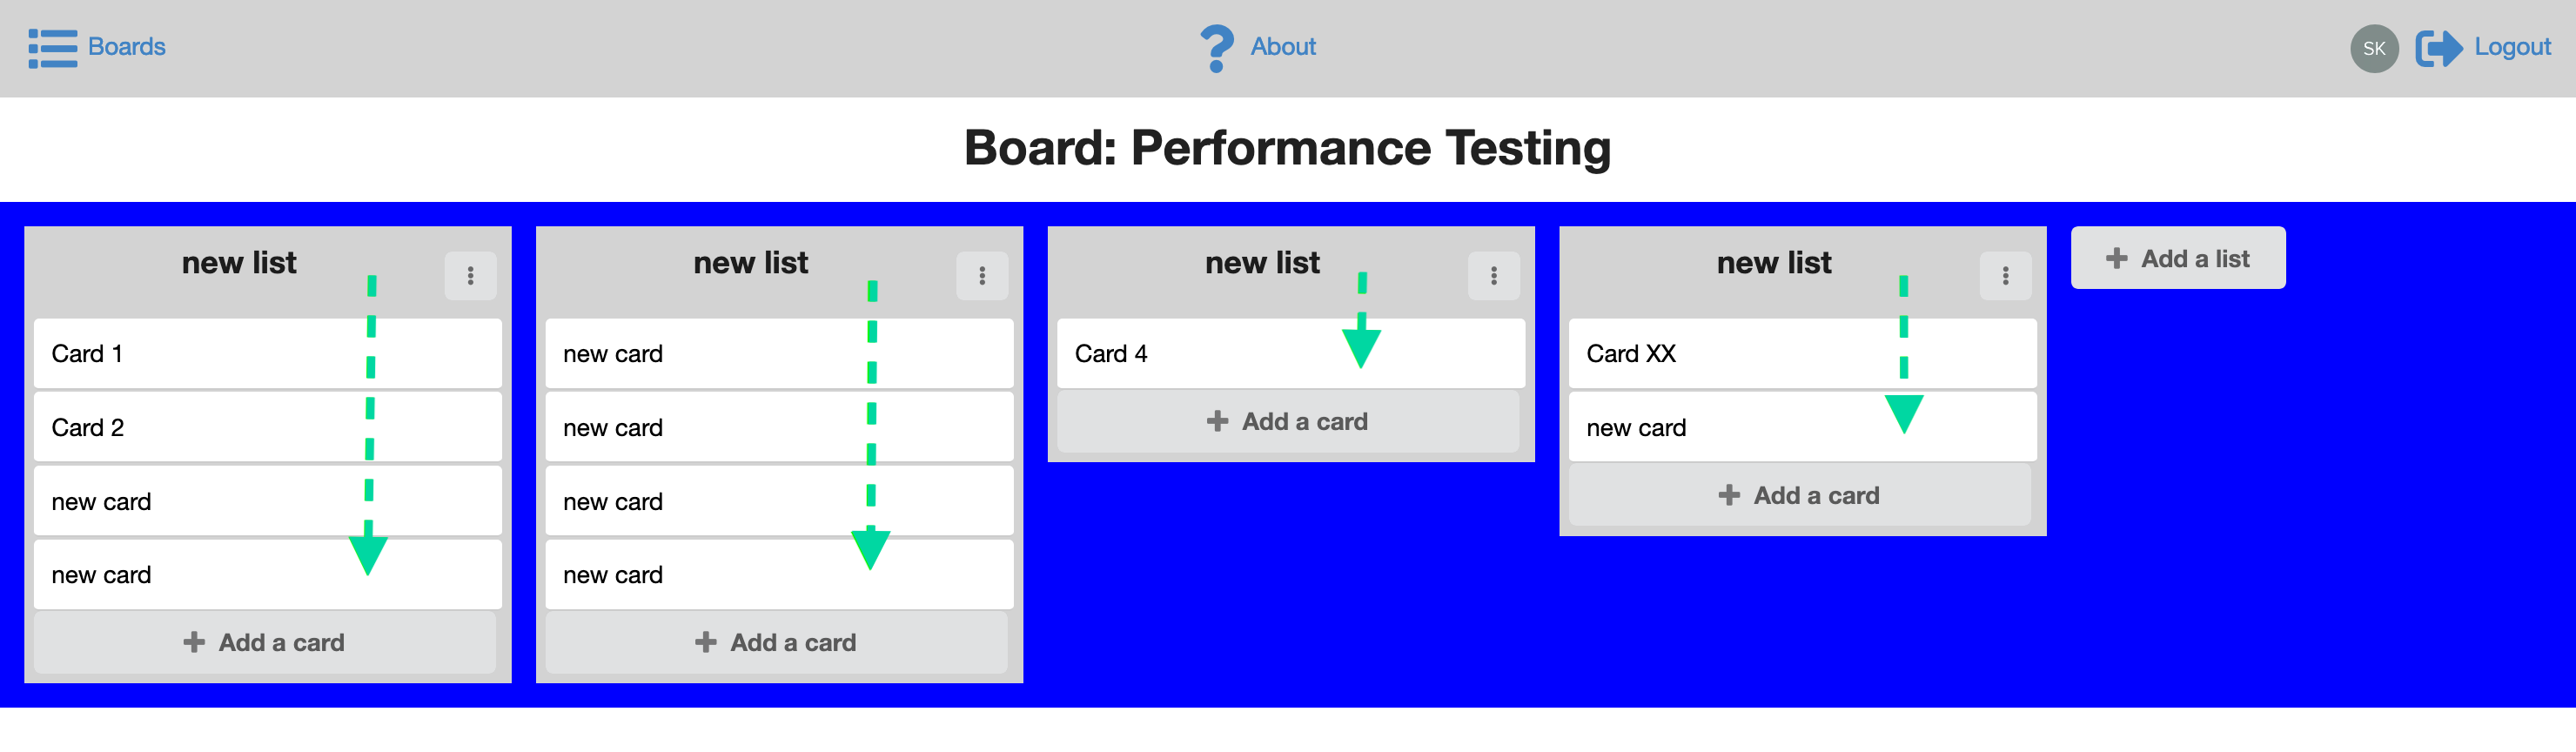 Boards
About
SK
Logout
Board: Performance Testing
new list
Card 1
Card 2
new card
new card
Add a card
new list
new card
new card
new card
new card
Add a card
new list
Card 4
Add a card
new list
Card XX
new card
Add a card
Add a list